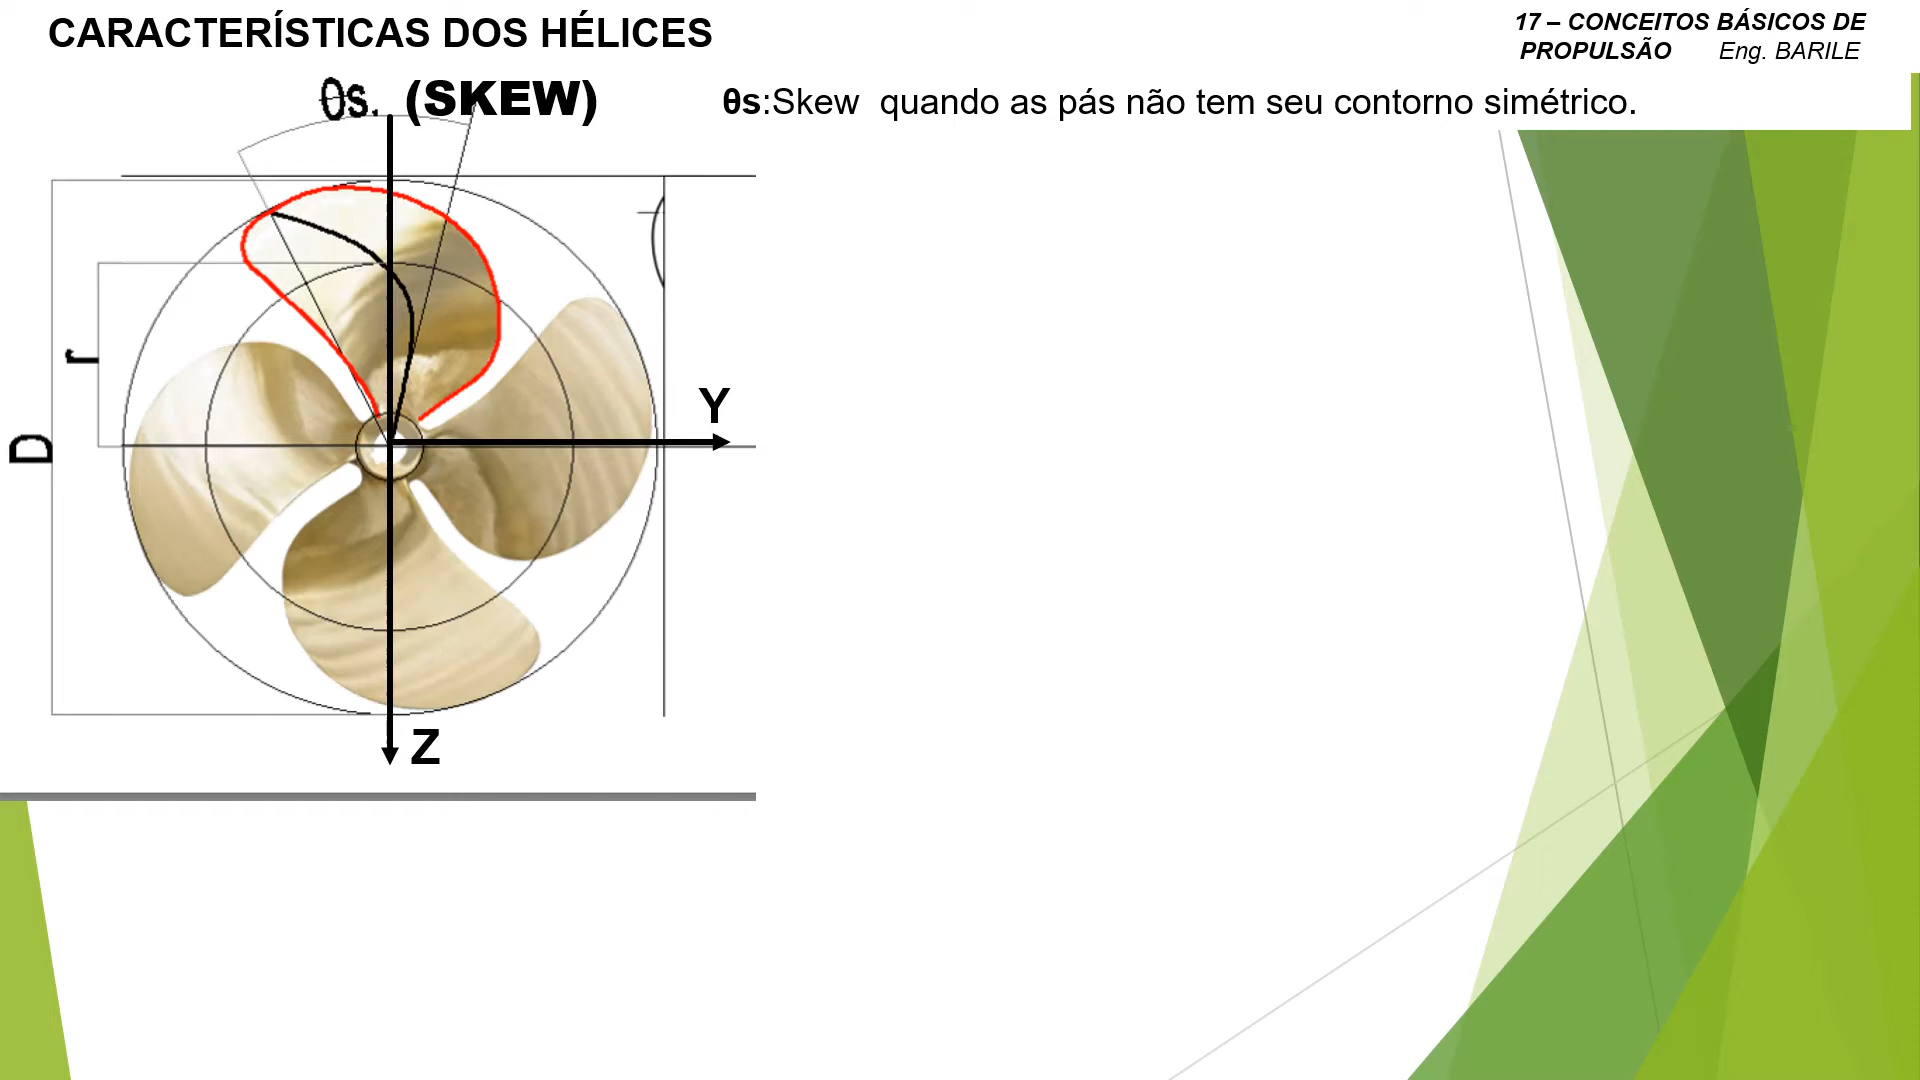 CARACTERÍSTICAS DOS HÉLICES
17 – CONCEITOS BÁSICOS DE
PROPULSÃO Eng. BARILE
θs. (SKEW)
θs:Skew quando as pás não tem seu contorno simétrico.
r
D
Y
Z